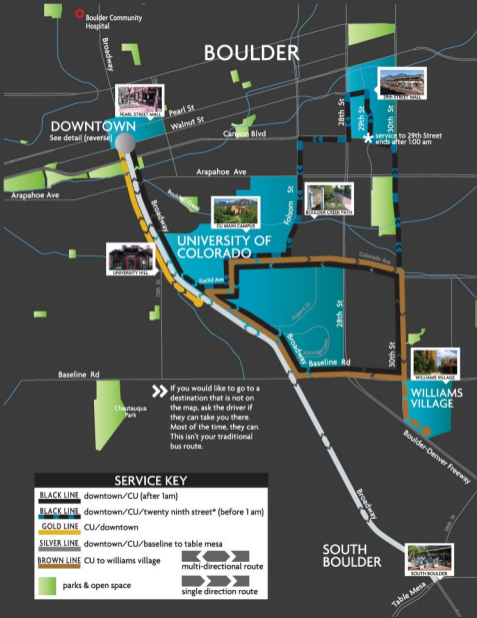 Boulder Community
Hospital
Broadway
BOULDER
PEARL STREET MALL
Pearl St
Walnut St
29TH STREET MALL
28th St
29th St
30th St
DOWNTOWN
See detail (reverse)
Canyon Blvd
service to 29th Street
ends after 1:00 am
Arapahoe Ave
Arapahoe Ave
Broadway
Boulder Creek
CU MAIN CAMPUS
Folsom St
BOULDER CREEK PATH
UNIVERSITY OF
COLORADO
UNIVERSITY HILL
Euclid Ave
Colorado Ave
28th St
Broadway
Baseline Rd
30th St
WILLIAMS VILLAGE
WILLIAMS
VILLAGE
Baseline Rd
Chautauqua
Park
If you would like to go to a
destination that is not on
the map, ask the driver if
they can take you there.
Most of the time, they can.
This isn't your traditional
bus route.
Boulder-Denver Freeway
Broadway
SOUTH
BOULDER
SOUTH BOULDER
Table Mesa
SERVICE KEY
BLACK LINE downtown/CU (after 1am)
BLACK LINE downtown/CU/twenty ninth street* (before 1 am)
GOLD LINE CU/downtown
SILVER LINE downtown/CU/baseline to table mesa
BROWN LINE CU to williams village
multi-directional route
parks & open space
single direction route